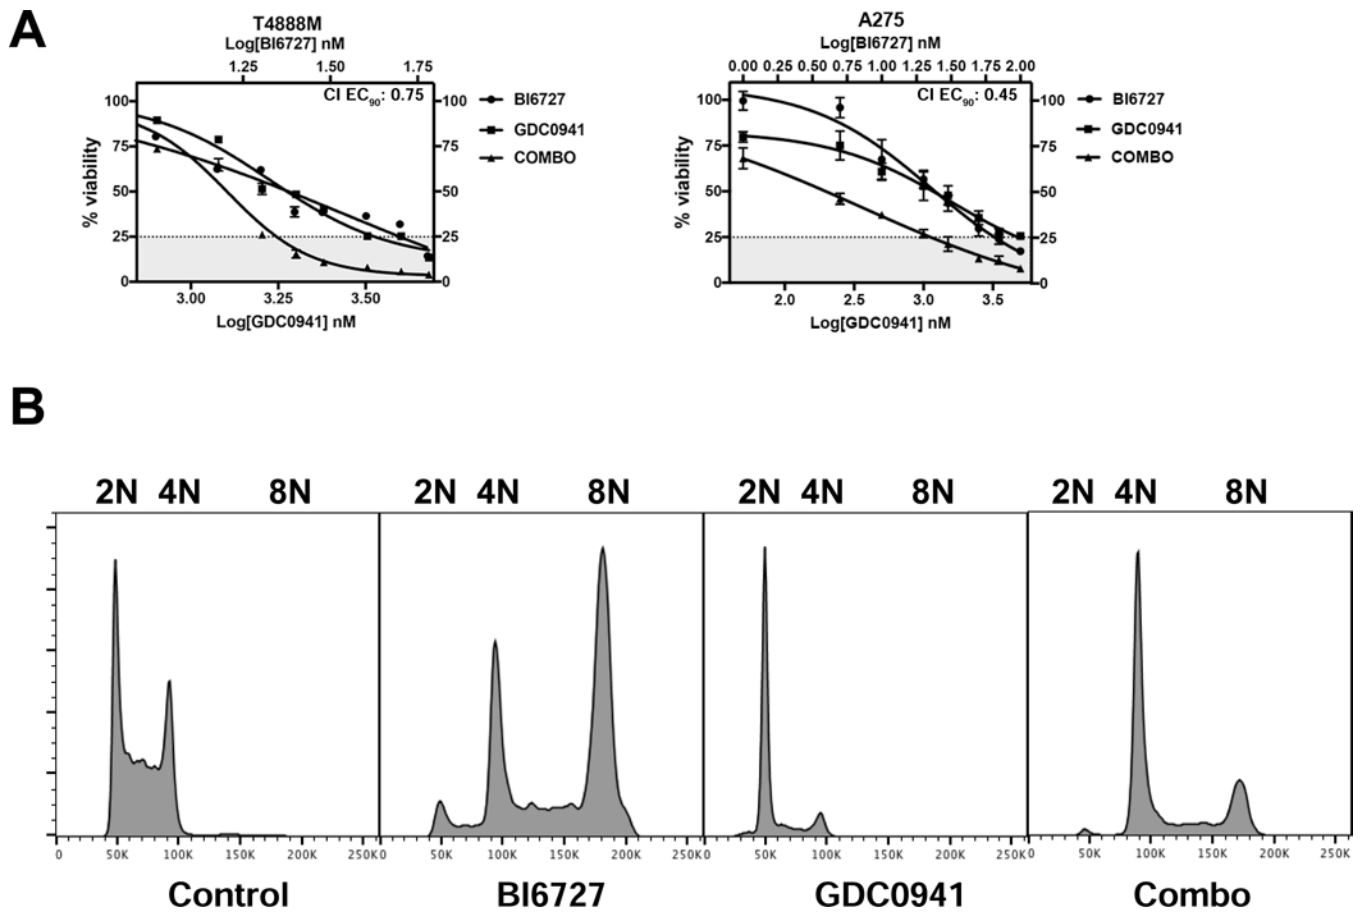 A
T4888M
Log[BI6727] nM
1.25 1.50 1.75
CI EC90: 0.75
100 75 50 25 0
% viability
100 75 50 25 0
3.00 3.25 3.50
Log[GDC0941] nM
BI6727
GDC0941
COMBO
A275
Log[BI6727] nM
0.00 0.25 0.50 0.75 1.00 1.25 1.50 1.75 2.00
CI EC90: 0.45
100 75 50 25 0
% viability
100 75 50 25 0
2.0 2.5 3.0 3.5
Log[GDC0941] nM
BI6727
GDC0941
COMBO
B
2N 4N 8N 2N 4N 8N 2N 4N 8N 2N 4N 8N
0 50K 100K 150K 200K 250K 0 50K 100K 150K 200K 250K 0 50K 100K 150K 200K 250K 0 50K 100K 150K 200K 250K
Control BI6727 GDC0941 Combo